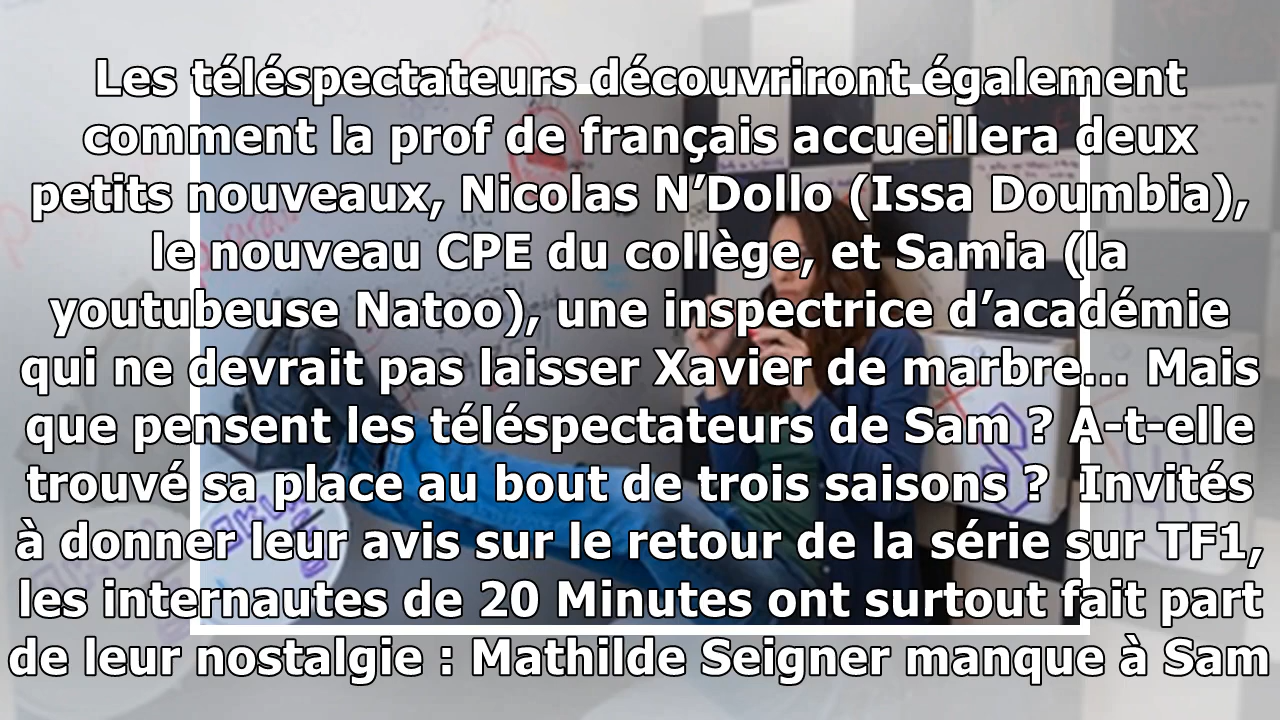 Les téléspectateurs découvriront également
comment la prof de français accueillera deux
petits nouveaux, Nicolas N’Dollo (Issa Doumbia),
le nouveau CPE du collège, et Samia (la
youtubeuse Natoo), une inspectrice d’académie
qui ne devrait pas laisser Xavier de marbre... Mais
que pensent les téléspectateurs de Sam ? A-t-elle
trouvé sa place au bout de trois saisons ?  Invités
à donner leur avis sur le retour de la série sur TF1,
les internautes de 20 Minutes ont surtout fait part
de leur nostalgie : Mathilde Seigner manque à Sam